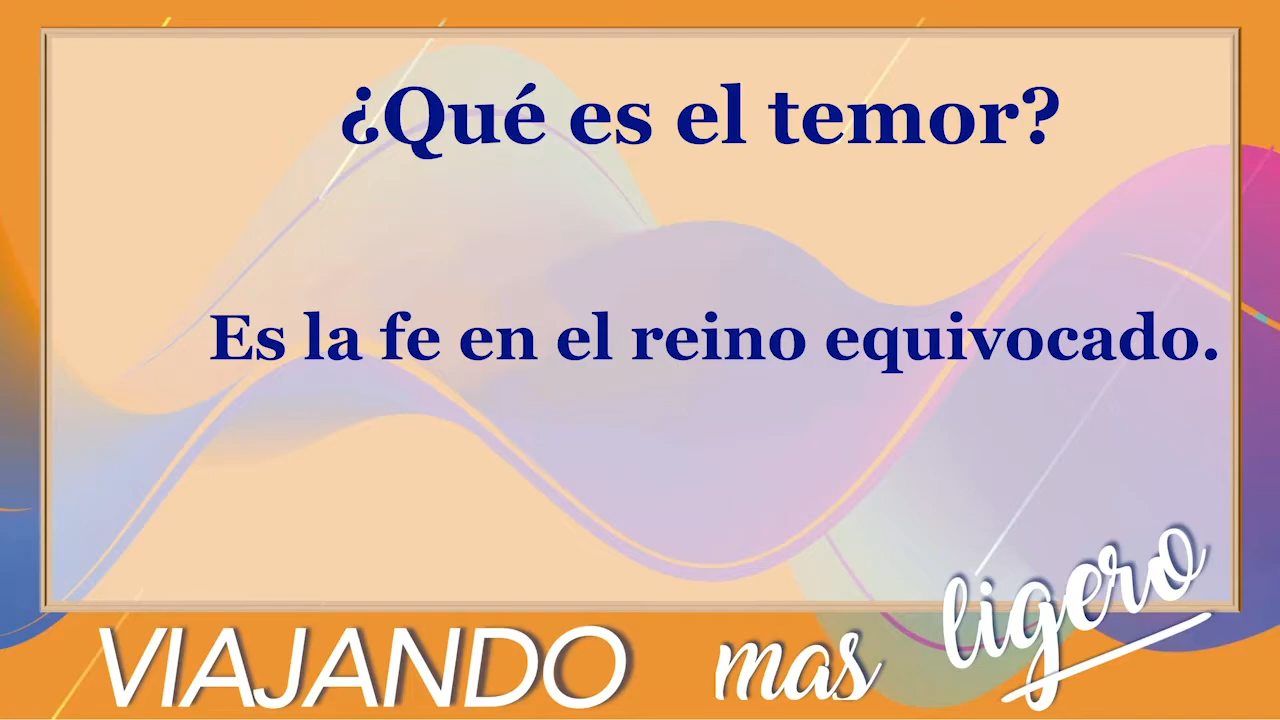 ¿Qué es el temor?
Es la fe en el reino equivocado.
VIAJANDO mas ligero